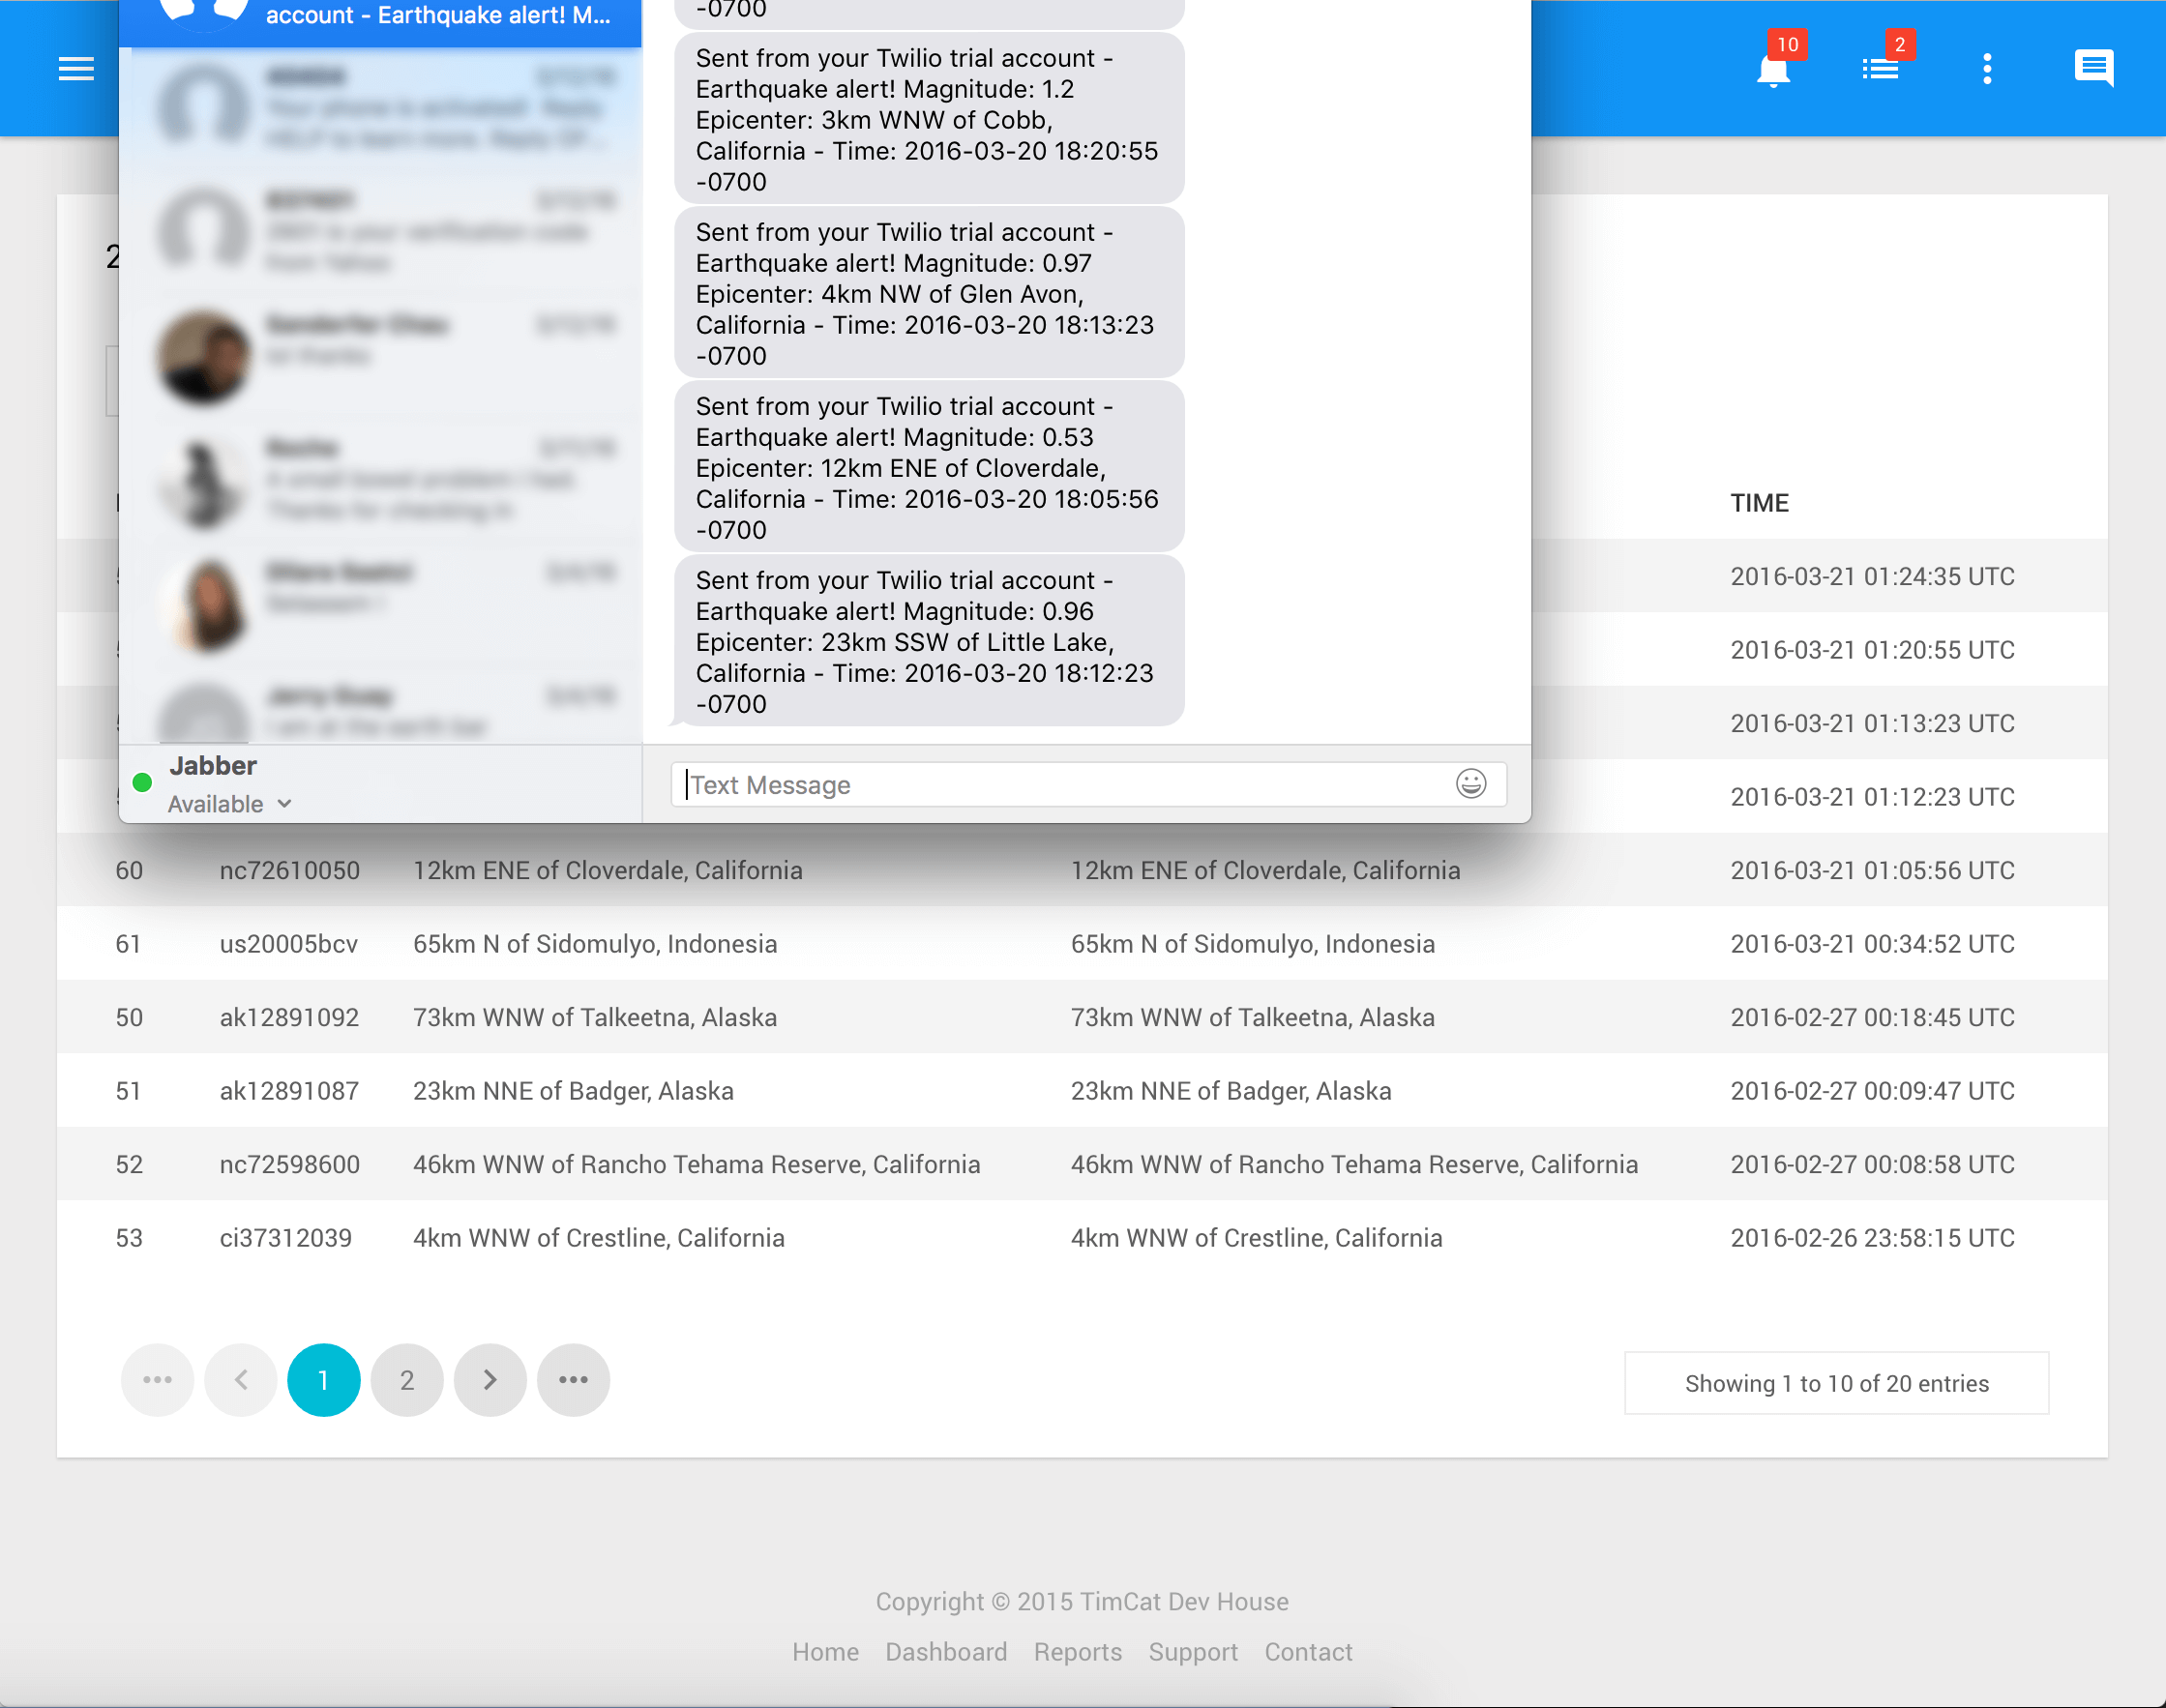 account - Earthquake alert! M...
-0700
Sent from your Twilio trial account -
Earthquake alert! Magnitude: 1.2
Epicenter: 3km WNW of Cobb,
California - Time: 2016-03-20 18:20:55
-0700
Sent from your Twilio trial account -
Earthquake alert! Magnitude: 0.97
Epicenter: 4km NW of Glen Avon,
California - Time: 2016-03-20 18:13:23
-0700
Sent from your Twilio trial account -
Earthquake alert! Magnitude: 0.53
Epicenter: 12km ENE of Cloverdale,
California - Time: 2016-03-20 18:05:56
-0700
Sent from your Twilio trial account -
Earthquake alert! Magnitude: 0.96
Epicenter: 23km SSW of Little Lake,
California - Time: 2016-03-20 18:12:23
-0700
Jabber
Available
Text Message
10
2
TIME
2016-03-21 01:24:35 UTC
2016-03-21 01:20:55 UTC
2016-03-21 01:13:23 UTC
2016-03-21 01:12:23 UTC
60 nc72610050 12km ENE of Cloverdale, California 12km ENE of Cloverdale, California 2016-03-21 01:05:56 UTC
61 us20005bcv 65km N of Sidomulyo, Indonesia 65km N of Sidomulyo, Indonesia 2016-03-21 00:34:52 UTC
50 ak12891092 73km WNW of Talkeetna, Alaska 73km WNW of Talkeetna, Alaska 2016-02-27 00:18:45 UTC
51 ak12891087 23km NNE of Badger, Alaska 23km NNE of Badger, Alaska 2016-02-27 00:09:47 UTC
52 nc72598600 46km WNW of Rancho Tehama Reserve, California 46km WNW of Rancho Tehama Reserve, California 2016-02-27 00:08:58 UTC
53 ci37312039 4km WNW of Crestline, California 4km WNW of Crestline, California 2016-02-26 23:58:15 UTC
1 2
Showing 1 to 10 of 20 entries
Copyright © 2015 TimCat Dev House
Home Dashboard Reports Support Contact